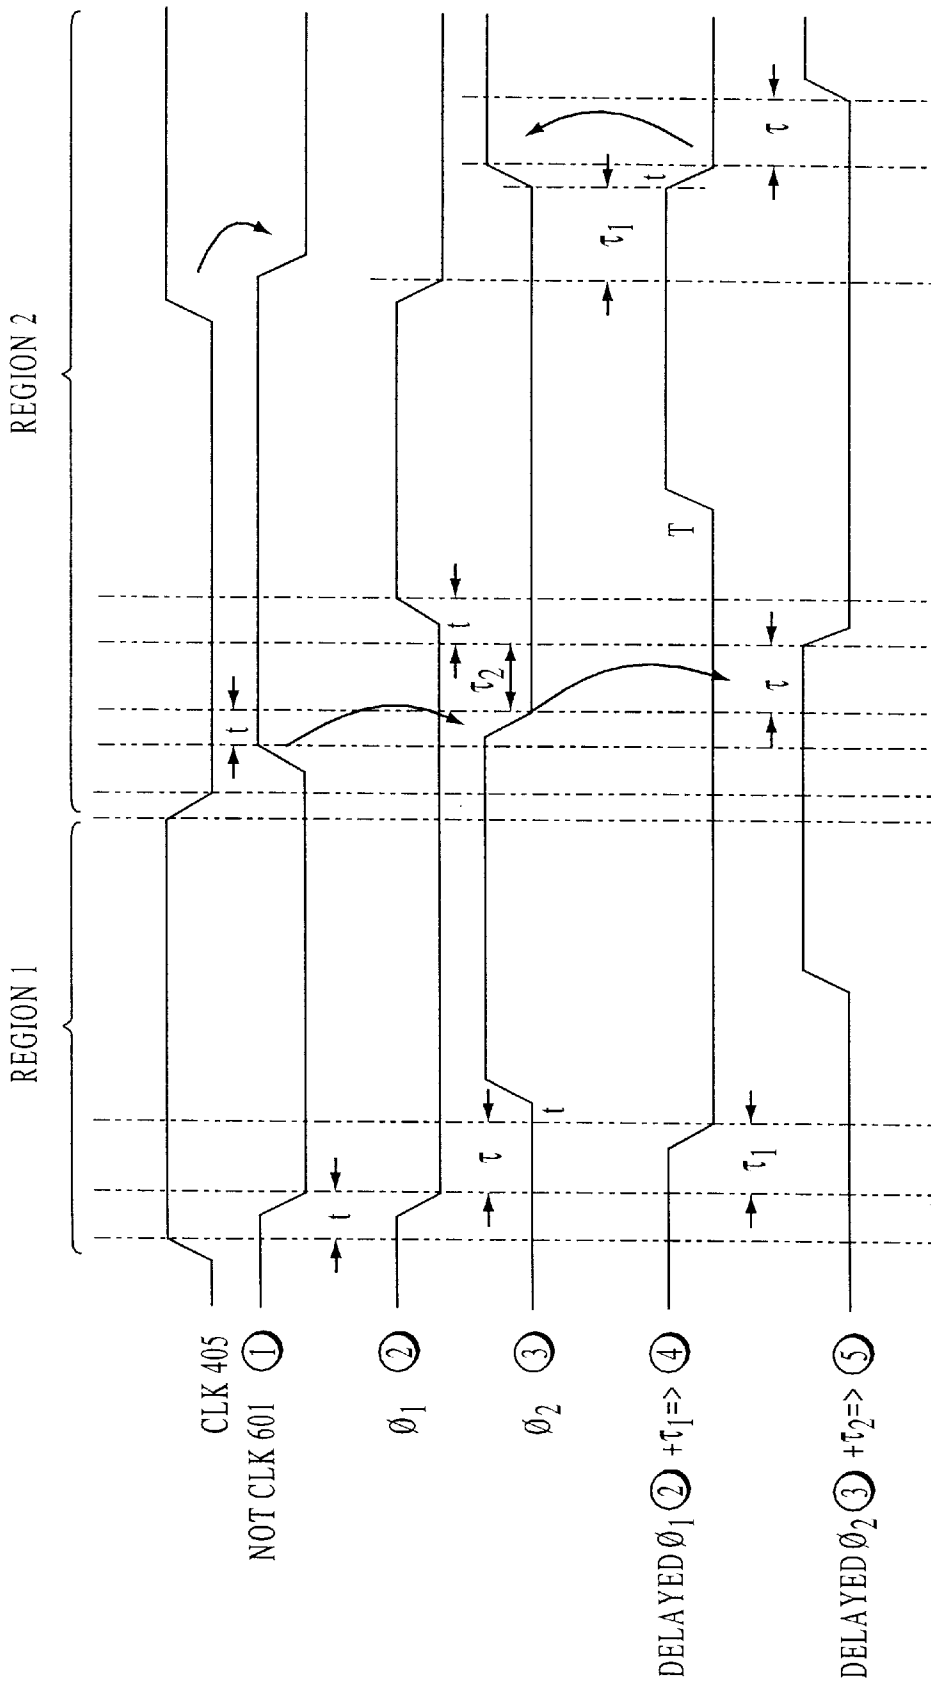 REGION 1
REGION 2
CLK 405
NOT CLK 601 ①
t
t
Ø1 ②
t
τ2
τ
Ø2 ③
t
τ1
DELAYED Ø1 ② +τ1=> ④
T
t
τ1
τ
τ
DELAYED Ø2 ③ +τ2=> ⑤